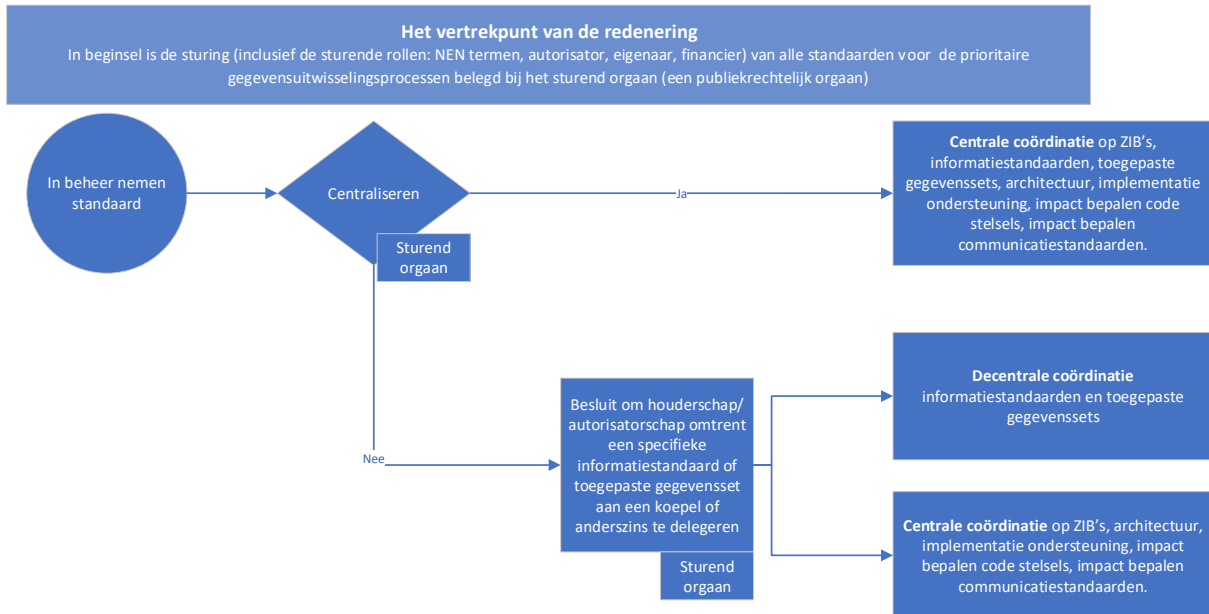 Het vertrekpunt van de redenering
In beginsel is de sturing (inclusief de sturende rollen: NEN termen, autorisator, eigenaar, financier) van alle standaarden voor de prioritaire
gegevensuitwisselingsprocessen belegd bij het sturend orgaan (een publiekrechtelijk orgaan)
In beheer nemen
standaard
Centraliseren
Sturend
orgaan
Ja
Centrale coördinatie op ZIB's,
informatiestandaarden, toegepaste
gegevenssets, architectuur, implementatie
ondersteuning, impact bepalen code
stelsels, impact bepalen
communicatiestandaarden.
Nee
Besluit om houderschap/
autorisatorschap omtrent
een specifieke
informatiestandaard of
toegepaste gegevensset
aan een koepel of
anderszins te delegeren
Sturend
orgaan
Decentrale coördinatie
informatiestandaarden en toegepaste
gegevenssets
Centrale coördinatie op ZIB's, architectuur,
implementatie ondersteuning, impact
bepalen code stelsels, impact bepalen
communicatiestandaarden.